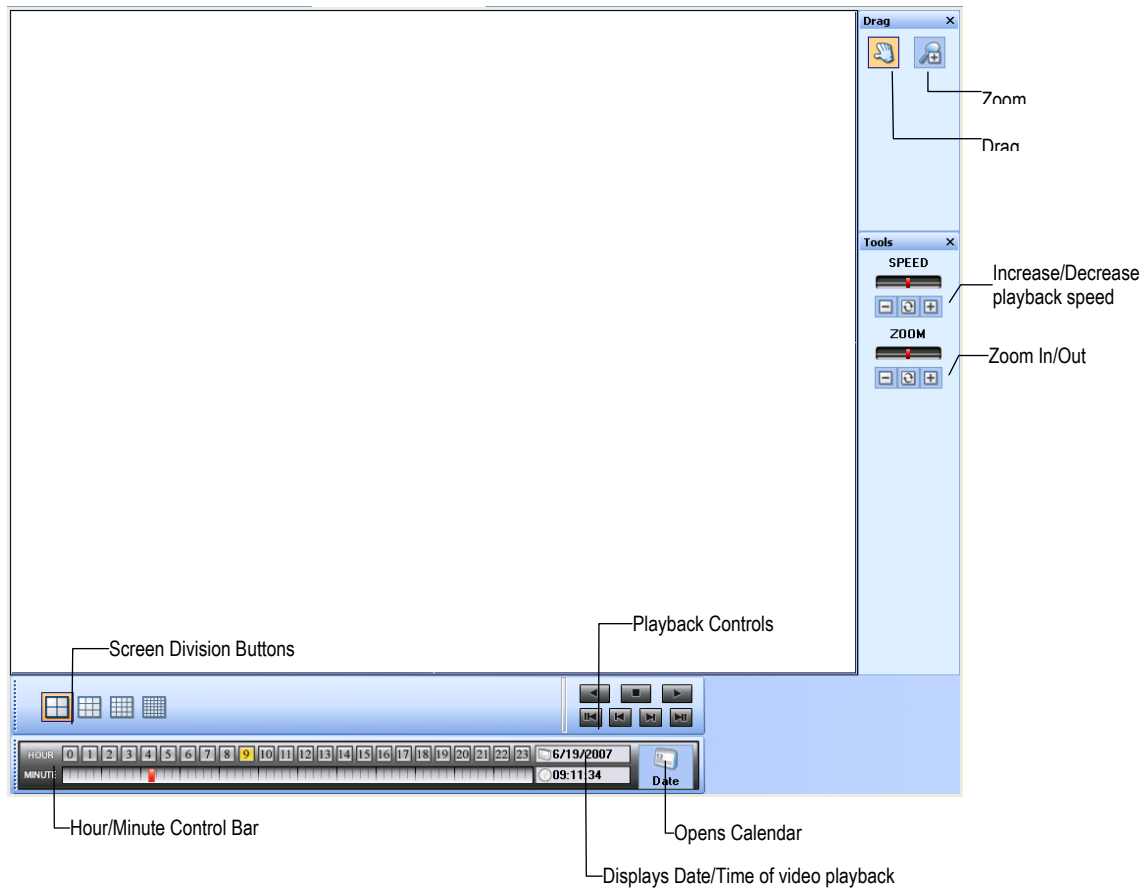 Drag
Zoom
Drag
Tools
SPEED
Increase/Decrease
playback speed
ZOOM
Zoom In/Out
Playback Controls
Screen Division Buttons
HOUR 0 1 2 3 4 5 6 7 8 9 10 11 12 13 14 15 16 17 18 19 20 21 22 23 6/19/2007
MINUTE 09:11:34
12
Date
Hour/Minute Control Bar
Opens Calendar
Displays Date/Time of video playback